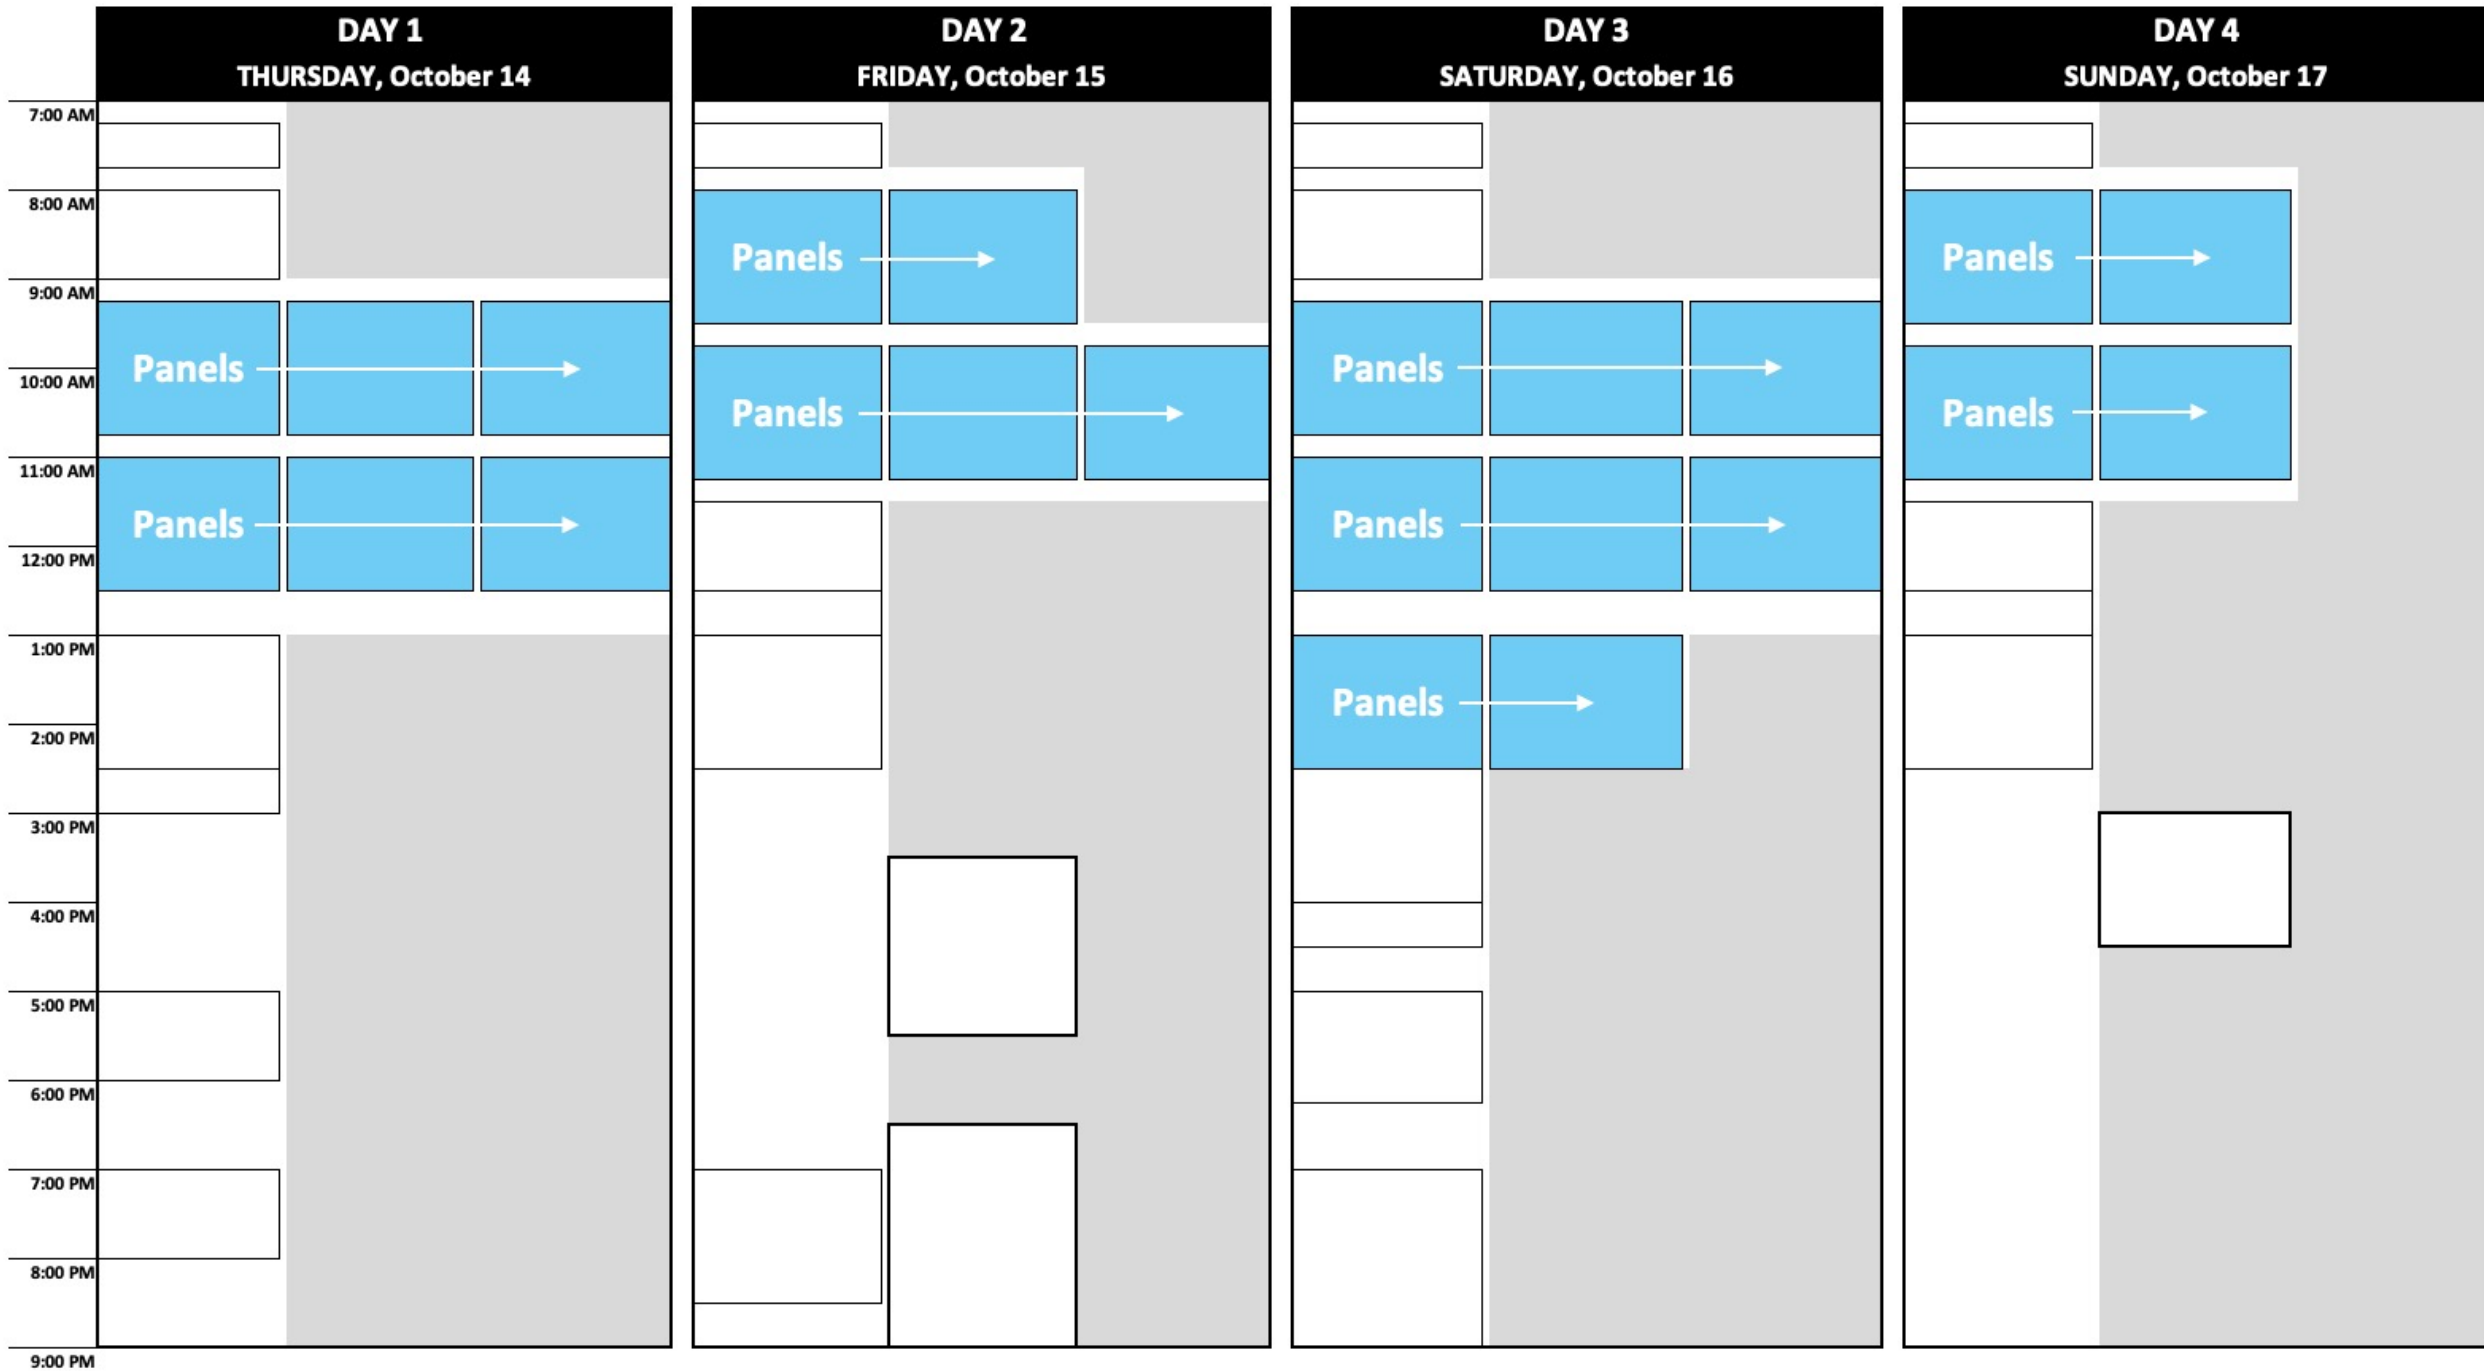 DAY 1
THURSDAY, October 14
DAY 2
FRIDAY, October 15
DAY 3
SATURDAY, October 16
DAY 4
SUNDAY, October 17
7:00 AM
8:00 AM
9:00 AM
10:00 AM
11:00 AM
12:00 PM
1:00 PM
2:00 PM
3:00 PM
4:00 PM
5:00 PM
6:00 PM
7:00 PM
8:00 PM
9:00 PM
Panels
Panels
Panels
Panels
Panels
Panels
Panels
Panels
Panels